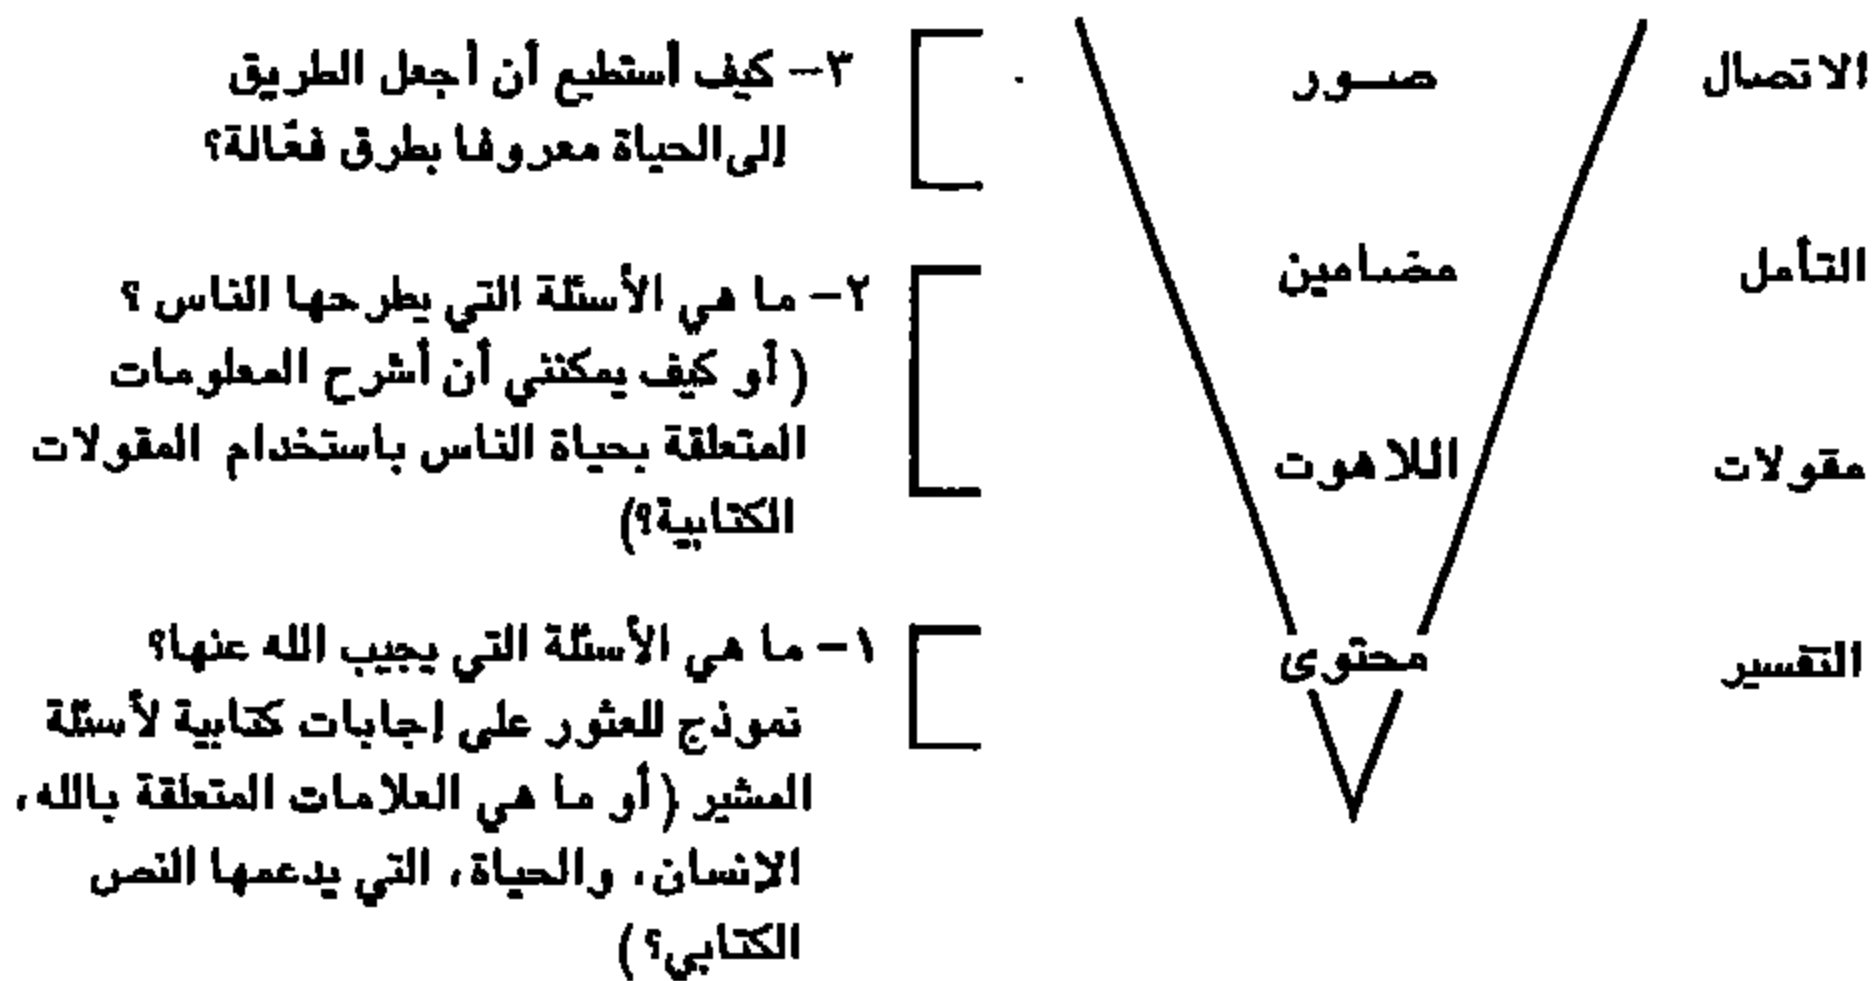 الاتصال
صــور
٣– كيف أستطيع أن أجعل الطريق
إلى الحياة معروفا بطرق فعّالة؟
التأمل
مضامين
٢– ما هي الأسئلة التي يطرحها الناس ؟
( أو كيف يمكنني أن أشرح المعلومات
المتعلقة بحياة الناس باستخدام المقولات
الكتابية؟)
مقولات
اللاهوت
التفسير
محتوى
١– ما هي الأسئلة التي يجيب الله عنها؟
نموذج للعثور على إجابات كتابية لأسئلة
المشير ( أو ما هي العلامات المتعلقة بالله،
الإنسان، والحياة، التي يدعمها النص
الكتابي؟ )